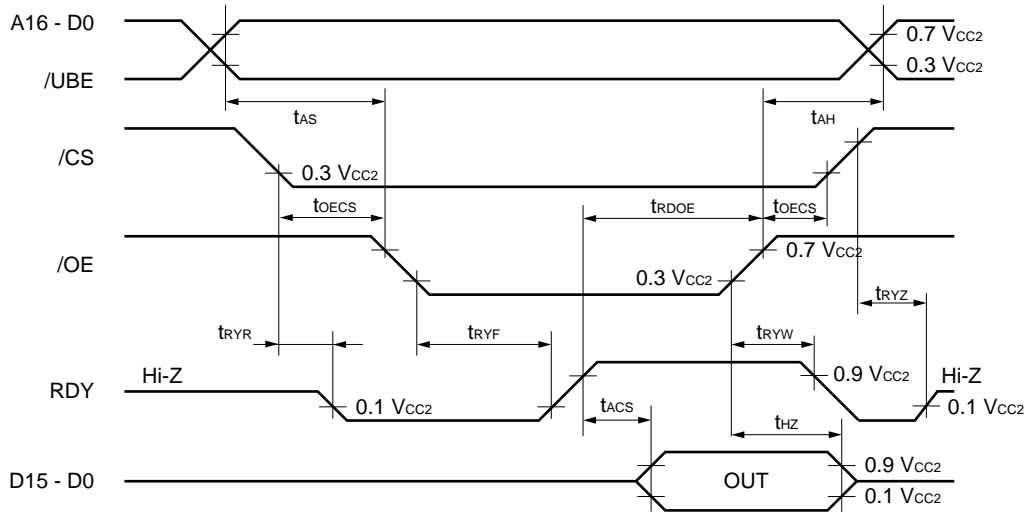 A16 - D0
0.7 VCC2
/UBE
0.3 VCC2
tAS
tAH
/CS
0.3 VCC2
tOECS
tRDOE
tOECS
/OE
0.3 VCC2
0.7 VCC2
tRYZ
tRYR
tRYF
tRYW
RDY
Hi-Z
0.1 VCC2
0.9 VCC2
Hi-Z
0.1 VCC2
tACS
tHZ
D15 - D0
OUT
0.9 VCC2
0.1 VCC2